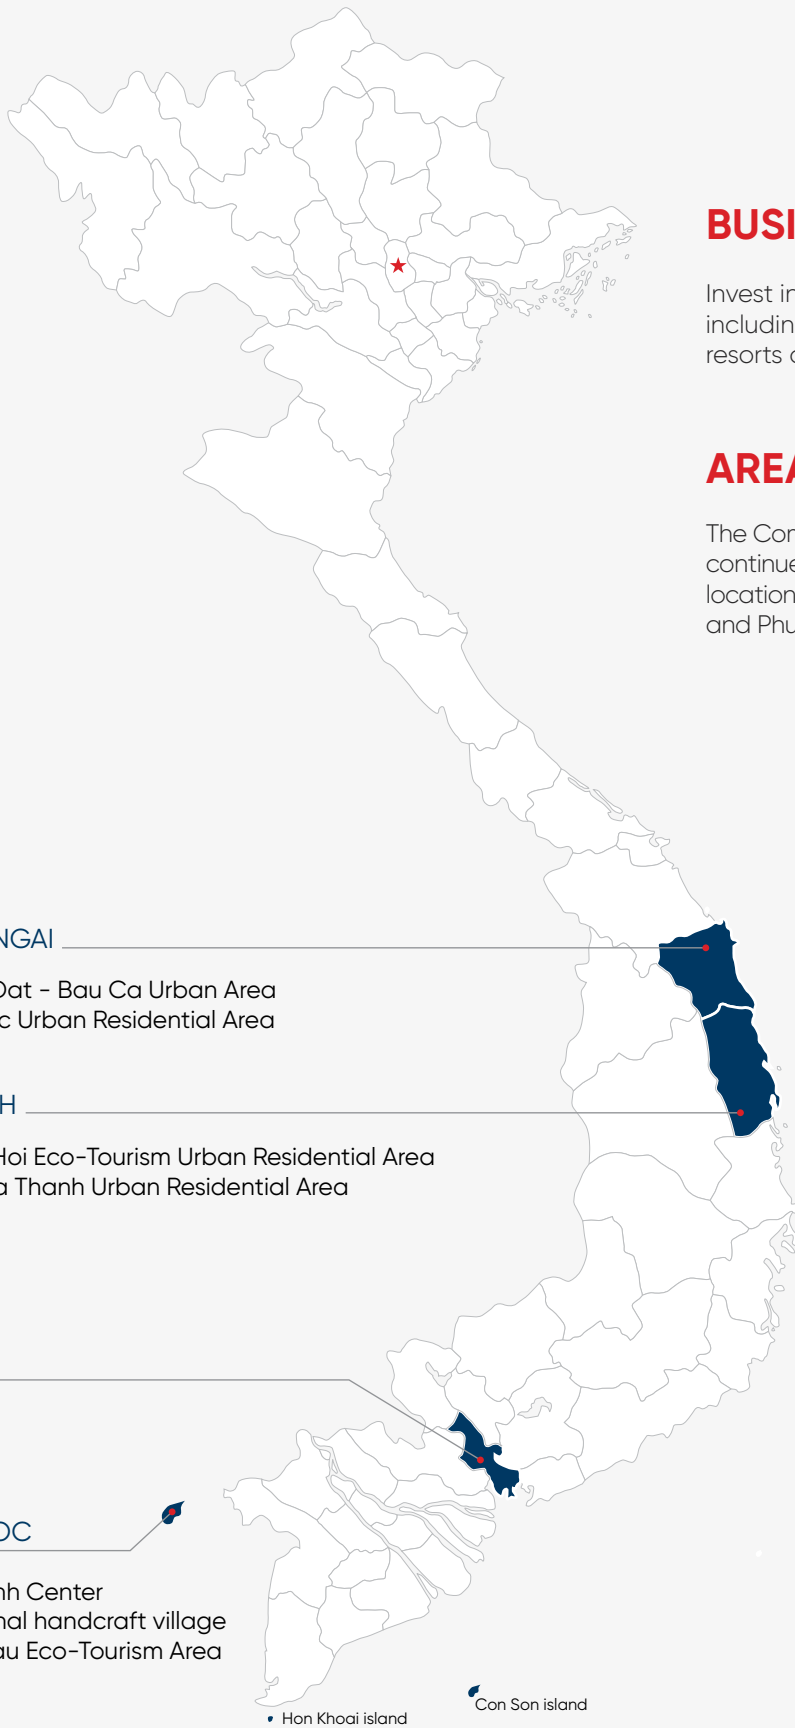 BUSI
Invest in
includin
resorts
AREA
The Con
continue
location
and Phu
NGAI
Dat - Bau Ca Urban Area
c Urban Residential Area
H
Hoi Eco-Tourism Urban Residential Area
a Thanh Urban Residential Area
OC
nh Center
nal handcraft village
au Eco-Tourism Area
Con Son island
Hon Khoai island